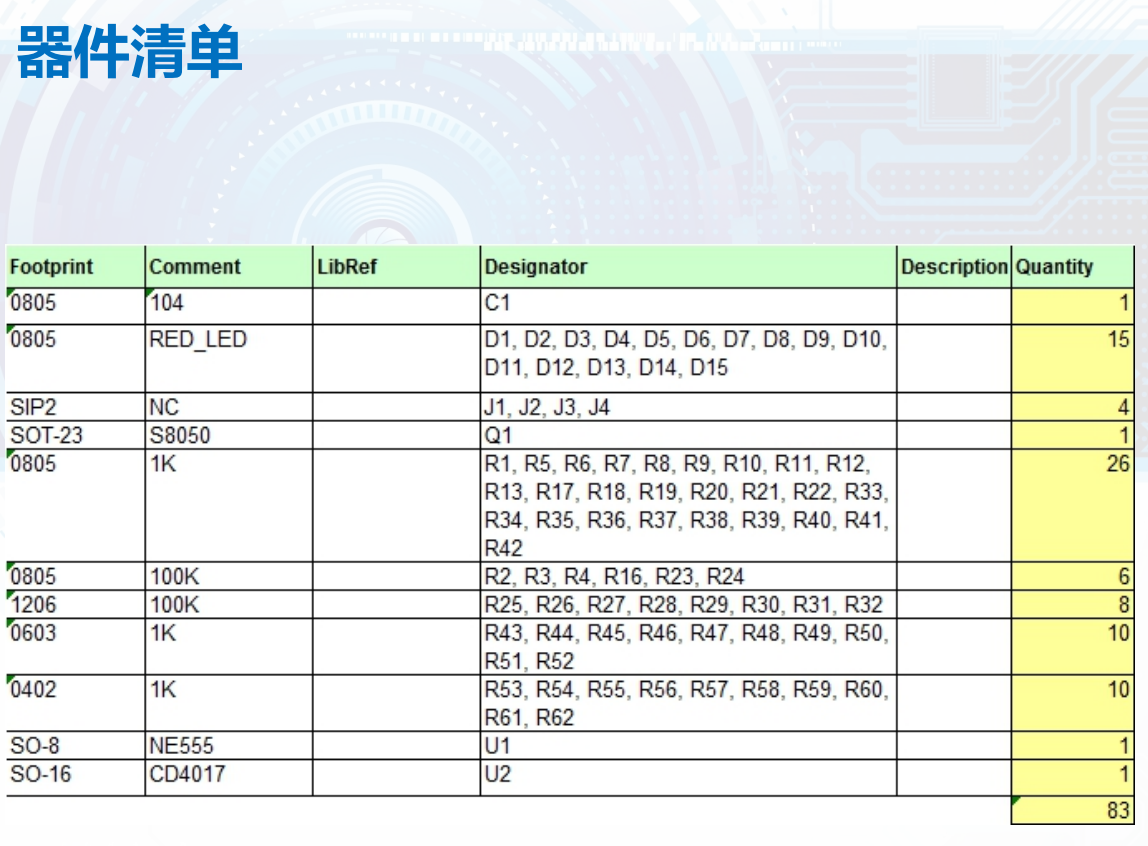 器件清单
Footprint Comment LibRef Designator Description Quantity
0805 104 C1 1
0805 RED_LED D1, D2, D3, D4, D5, D6, D7, D8, D9, D10, 15
D11, D12, D13, D14, D15
SIP2 NC J1, J2, J3, J4 4
SOT-23 S8050 Q1 1
0805 1K R1, R5, R6, R7, R8, R9, R10, R11, R12, 26
R13, R17, R18, R19, R20, R21, R22, R33,
R34, R35, R36, R37, R38, R39, R40, R41,
R42
0805 100K R2, R3, R4, R16, R23, R24 6
1206 100K R25, R26, R27, R28, R29, R30, R31, R32 8
0603 1K R43, R44, R45, R46, R47, R48, R49, R50, 10
R51, R52
0402 1K R53, R54, R55, R56, R57, R58, R59, R60, 10
R61, R62
SO-8 NE555 U1 1
SO-16 CD4017 U2 1
83